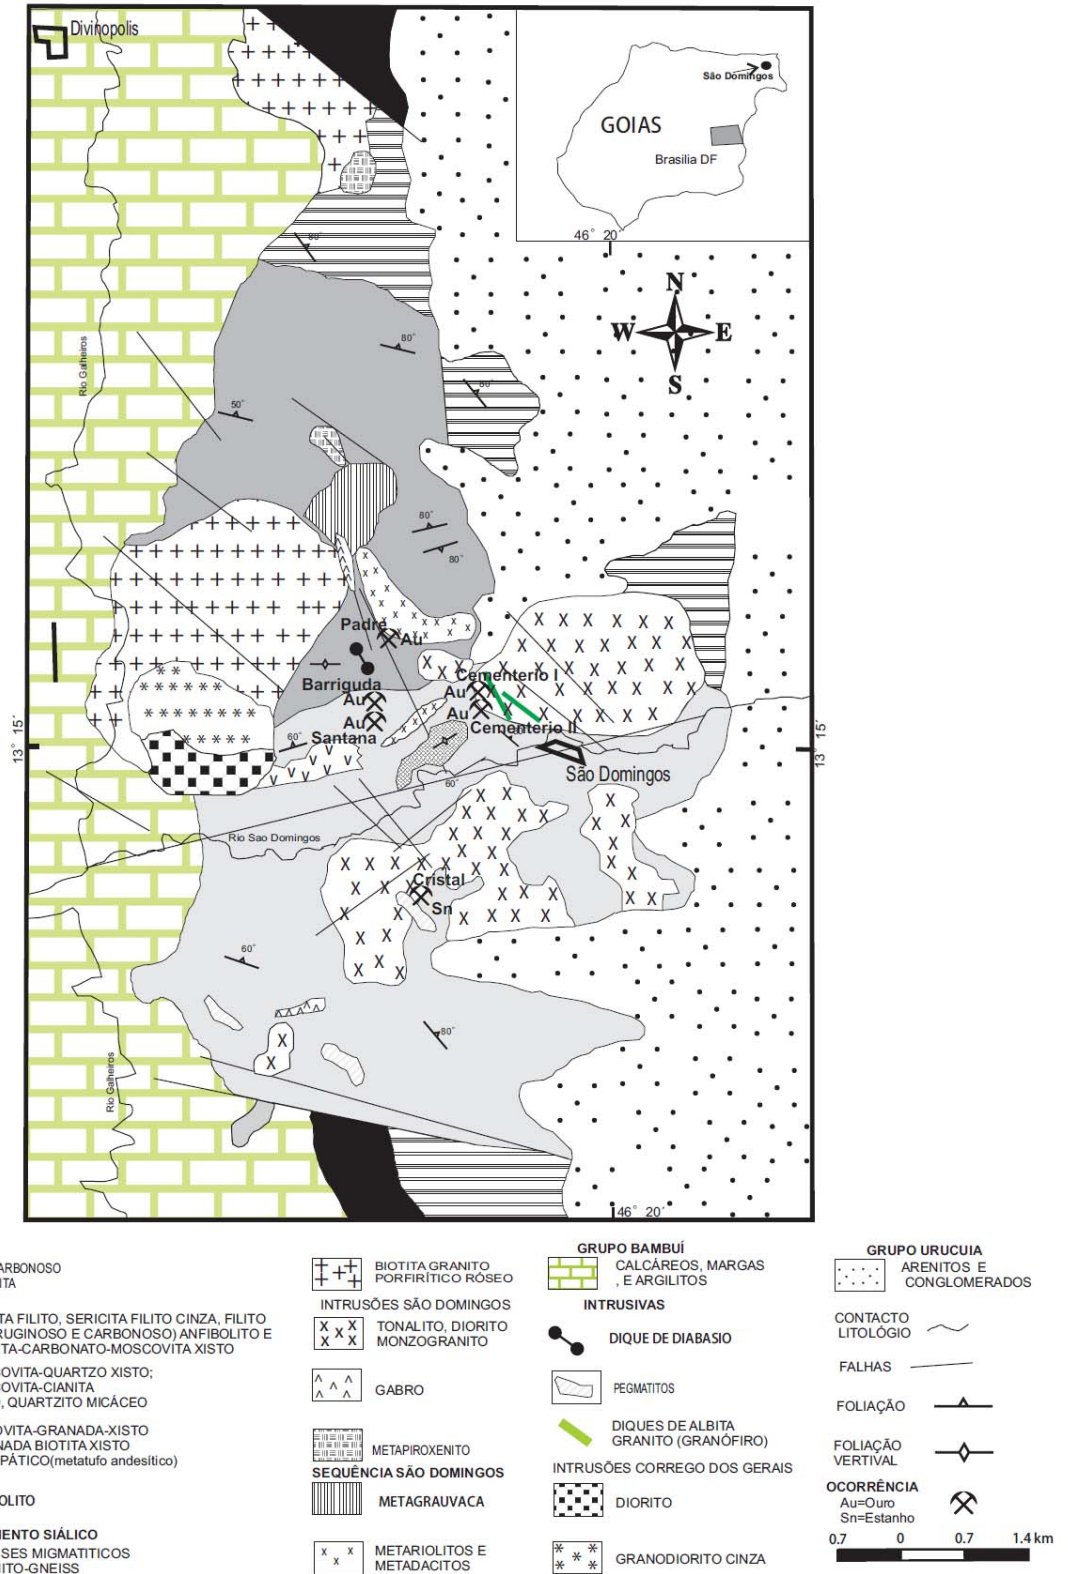 Divinopolis
São Domingos
GOIAS
Brasilia DF
46° 20'
N
W E
S
80°
80°
50°
80°
Rio Galheiros
80°
80°
Padre
Au
Barriguda
Au
Au
Santana
Cementerio I
Au
Au
Cementerio II
13° 15'
13° 15'
60°
60°
São Domingos
Rio Sao Domingos
Cristal
Sn
60°
80°
Rio Galheiros
46° 20'
ARBONOSO
ITA
TA FILITO, SERICITA FILITO CINZA, FILITO
RUGINOSO E CARBONOSO) ANFIBOLITO E
TA-CARBONATO-MOSCOVITA XISTO
OVITA-QUARTZO XISTO;
OVITA-CIANITA
, QUARTZITO MICÁCEO
OVITA-GRANADA-XISTO
NADA BIOTITA XISTO
PÁTICO(metatufo andesítico)
OLITO
ENTO SIÁLICO
SES MIGMATITICOS
ITO-GNEISS
BIOTITA GRANITO
PORFIRÍTICO RÓSEO
INTRUSÕES SÃO DOMINGOS
TONALITO, DIORITO
MONZOGRANITO
GABRO
METAPIROXENITO
SEQUÊNCIA SÃO DOMINGOS
METAGRAUVACA
METARIOLITOS E
METADACITOS
GRUPO BAMBUÍ
CALCÁREOS, MARGAS
, E ARGILITOS
INTRUSIVAS
DIQUE DE DIABASIO
PEGMATITOS
DIQUES DE ALBITA
GRANITO (GRANÓFIRO)
INTRUSÕES CORREGO DOS GERAIS
DIORITO
GRANODIORITO CINZA
GRUPO URUCUIA
ARENITOS E
CONGLOMERADOS
CONTACTO
LITOLÓGIO
FALHAS
FOLIAÇÃO
FOLIAÇÃO
VERTIVAL
OCORRÊNCIA
Au=Ouro
Sn=Estanho
0.7 0 0.7 1.4 km